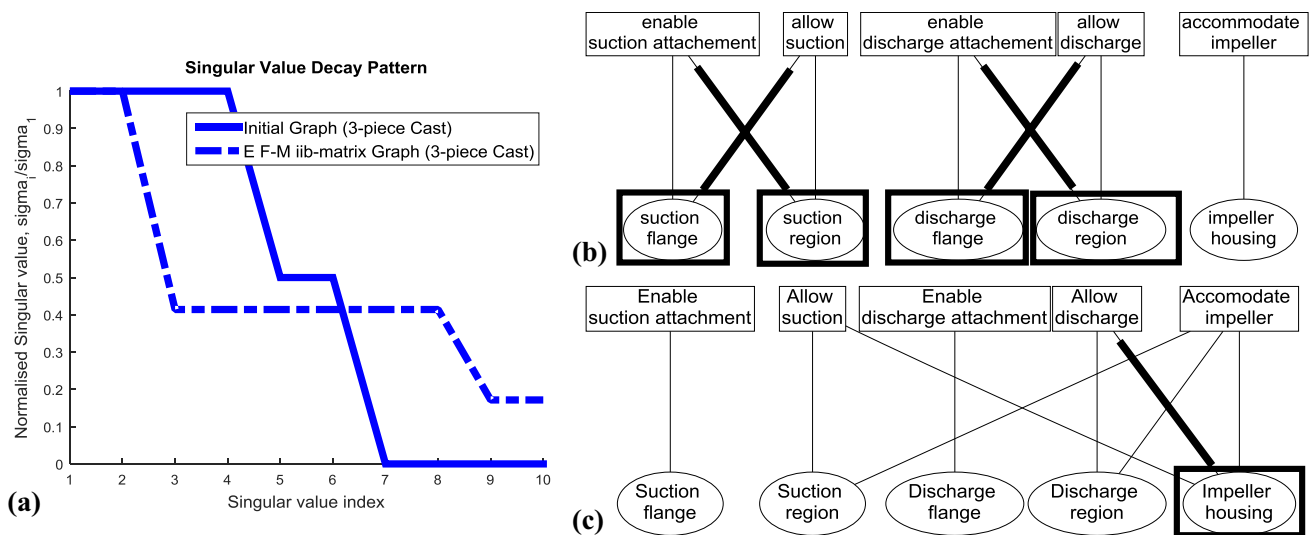 Singular Value Decay Pattern
Normalised Singular value, sigma_i/sigma_1
1
0.9
0.8
0.7
0.6
0.5
0.4
0.3
0.2
0.1
0
Initial Graph (3-piece Cast)
E F-M iib-matrix Graph (3-piece Cast)
1 2 3 4 5 6 7 8 9 10
Singular value index
(a)
enable suction attachement
allow suction
enable discharge attachement
allow discharge
accommodate impeller
suction flange
suction region
discharge flange
discharge region
impeller housing
(b)
Enable suction attachment
Allow suction
Enable discharge attachment
Allow discharge
Accomodate impeller
Suction flange
Suction region
Discharge flange
Discharge region
Impeller housing
(c)